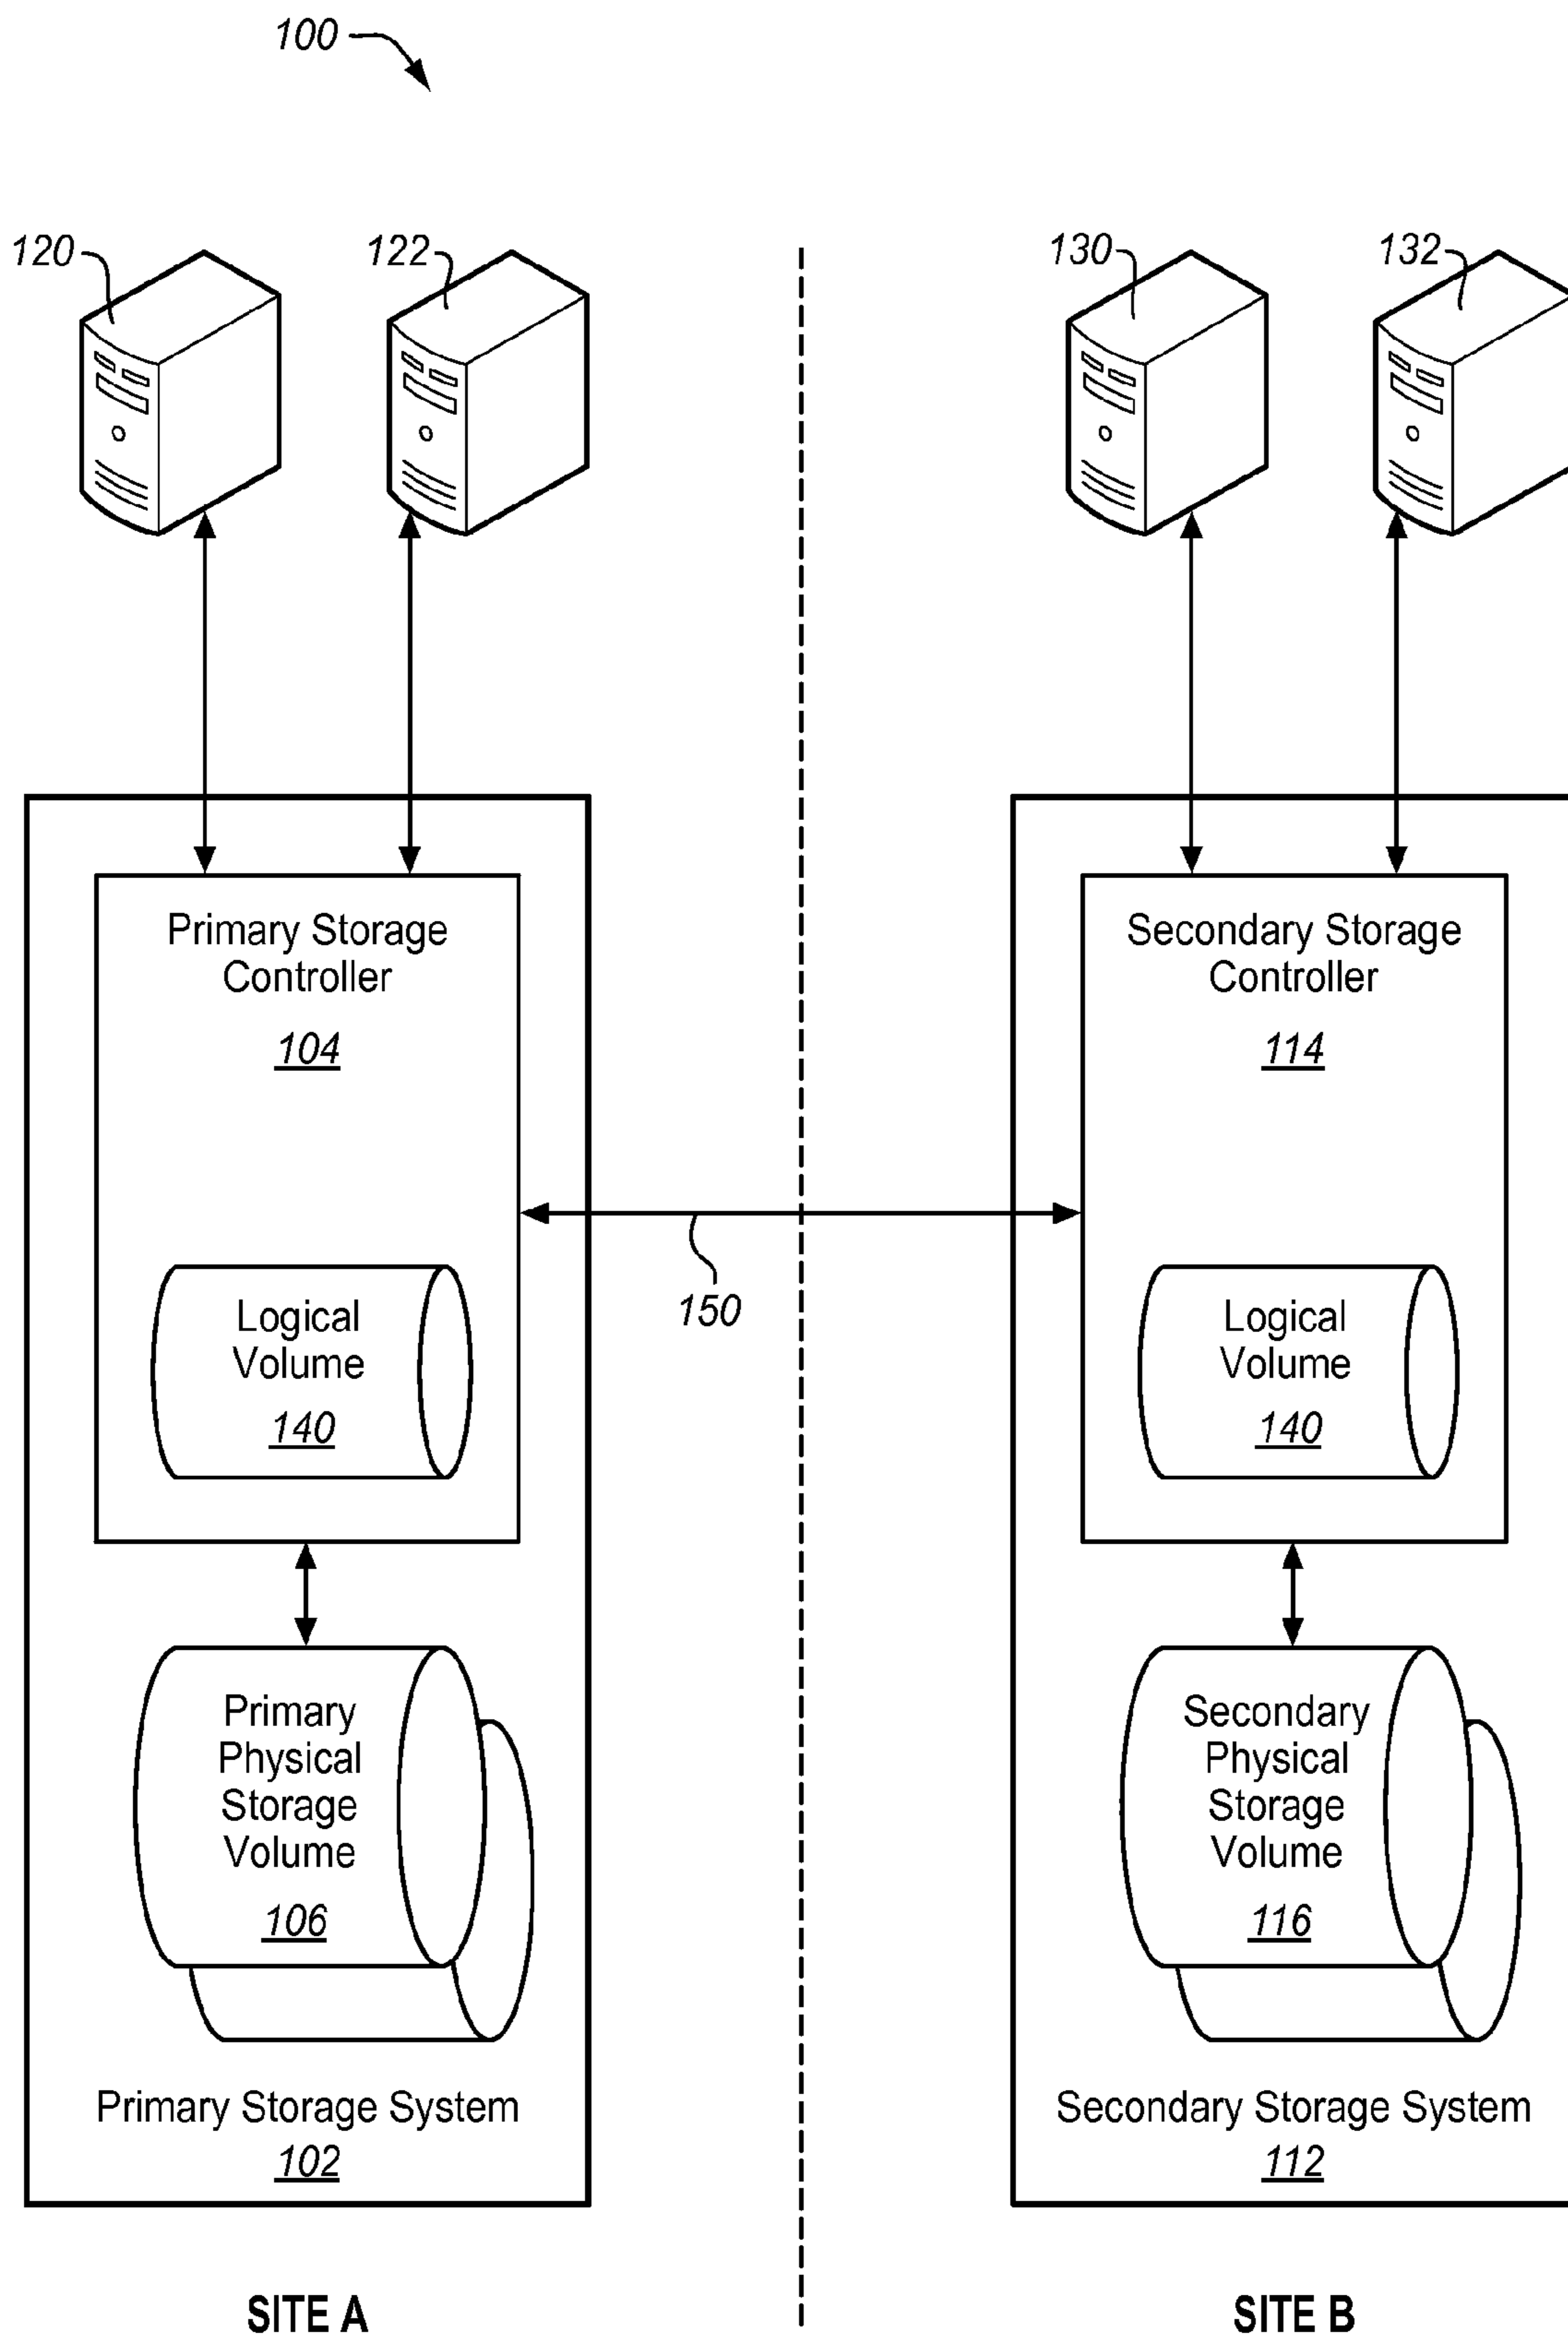 100
120
122
130
132
Primary Storage
Controller
104
Secondary Storage
Controller
114
150
Logical
Volume
140
Logical
Volume
140
Primary
Physical
Storage
Volume
106
Secondary
Physical
Storage
Volume
116
Primary Storage System
102
Secondary Storage System
112
SITE A
SITE B